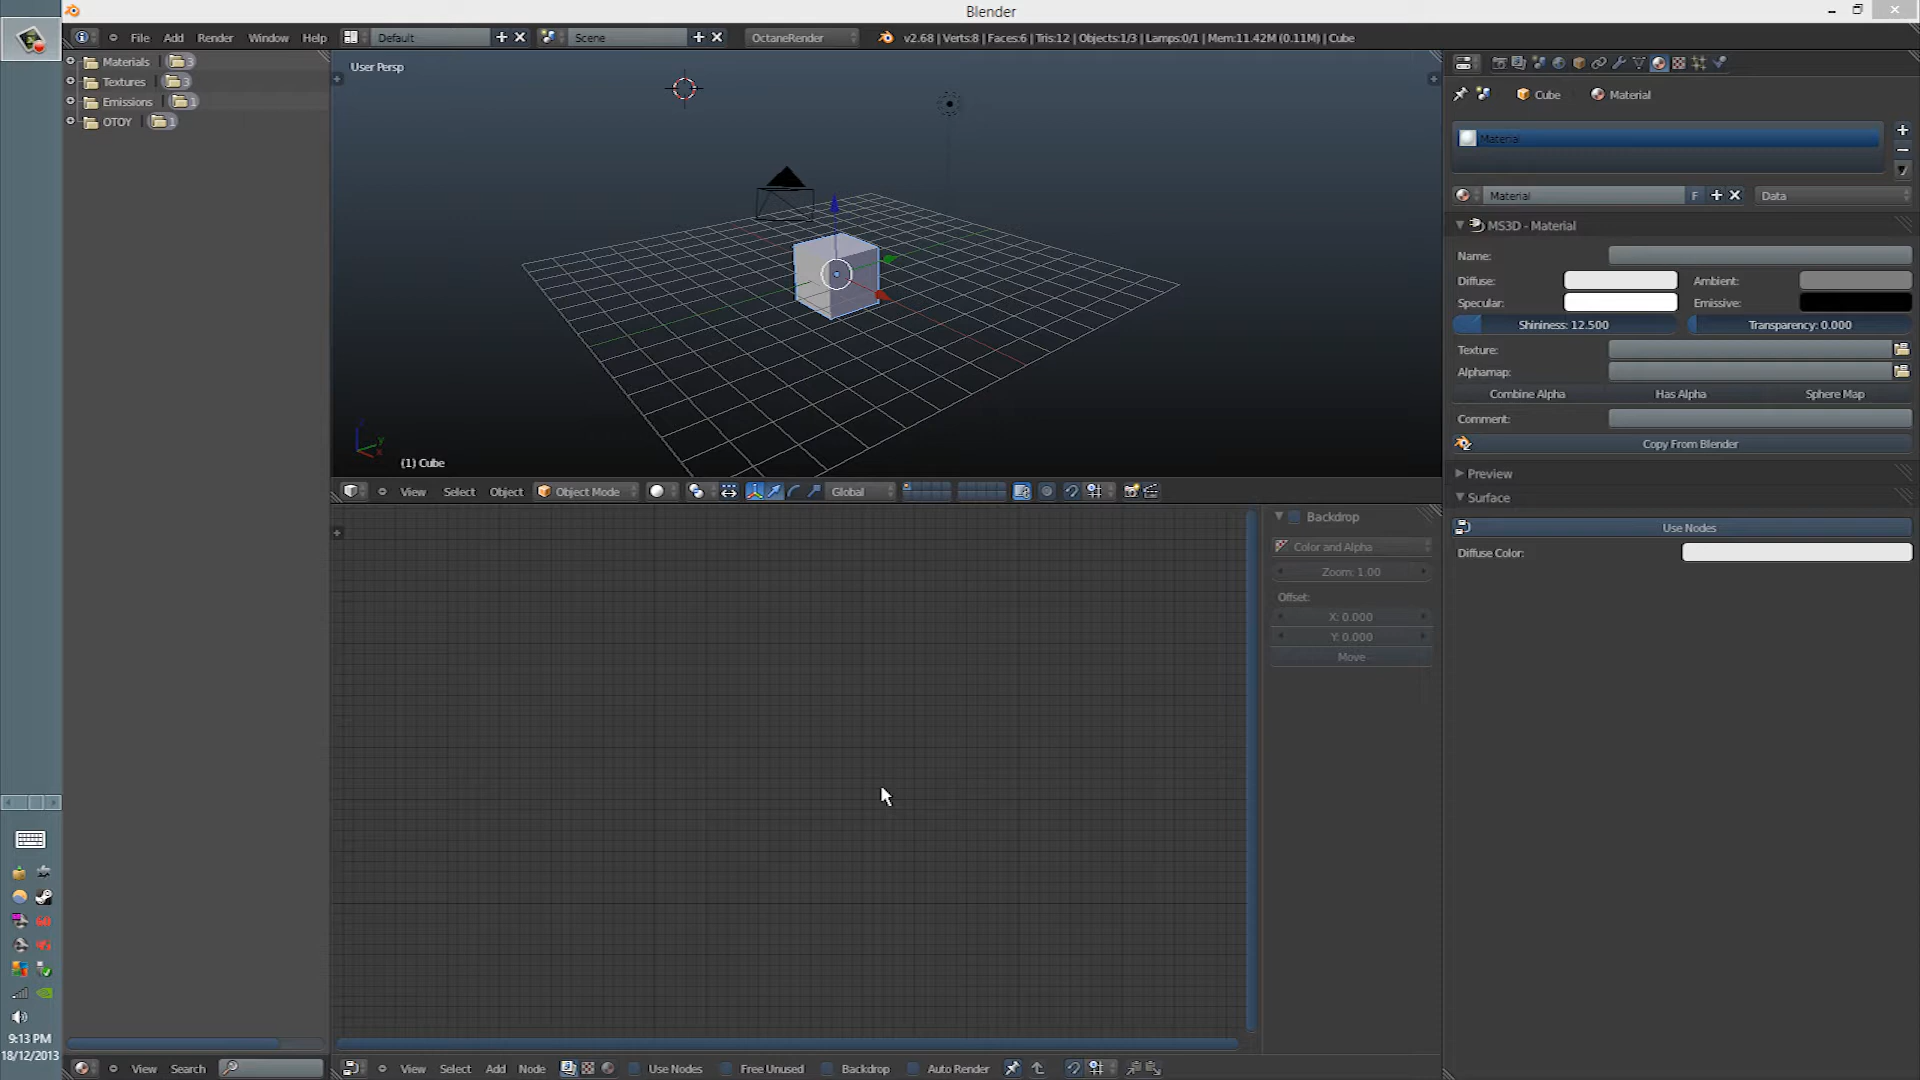 Blender
File Add Render Window Help Default Scene OctaneRender v2.68 | Verts:8 | Faces:6 | Tris:12 | Objects:1/3 | Lamps:0/1 | Mem:11.42M (0.11M) | Cube
Materials 3
Textures 3
Emissions 1
OTOY 1
User Persp
(1) Cube
View Select Object Object Mode Global
Backdrop
Color and Alpha
Zoom: 1.00
Offset:
X: 0.000
Y: 0.000
Move
Cube Material
Material
Material F Data
MS3D - Material
Name:
Diffuse: Ambient:
Specular: Emissive:
Shininess: 12.500 Transparency: 0.000
Texture:
Alphamap:
Combine Alpha Has Alpha Sphere Map
Comment:
Copy From Blender
Preview
Surface
Use Nodes
Diffuse Color:
9:13 PM
18/12/2013
View Search
View Select Add Node Use Nodes Free Unused Backdrop Auto Render